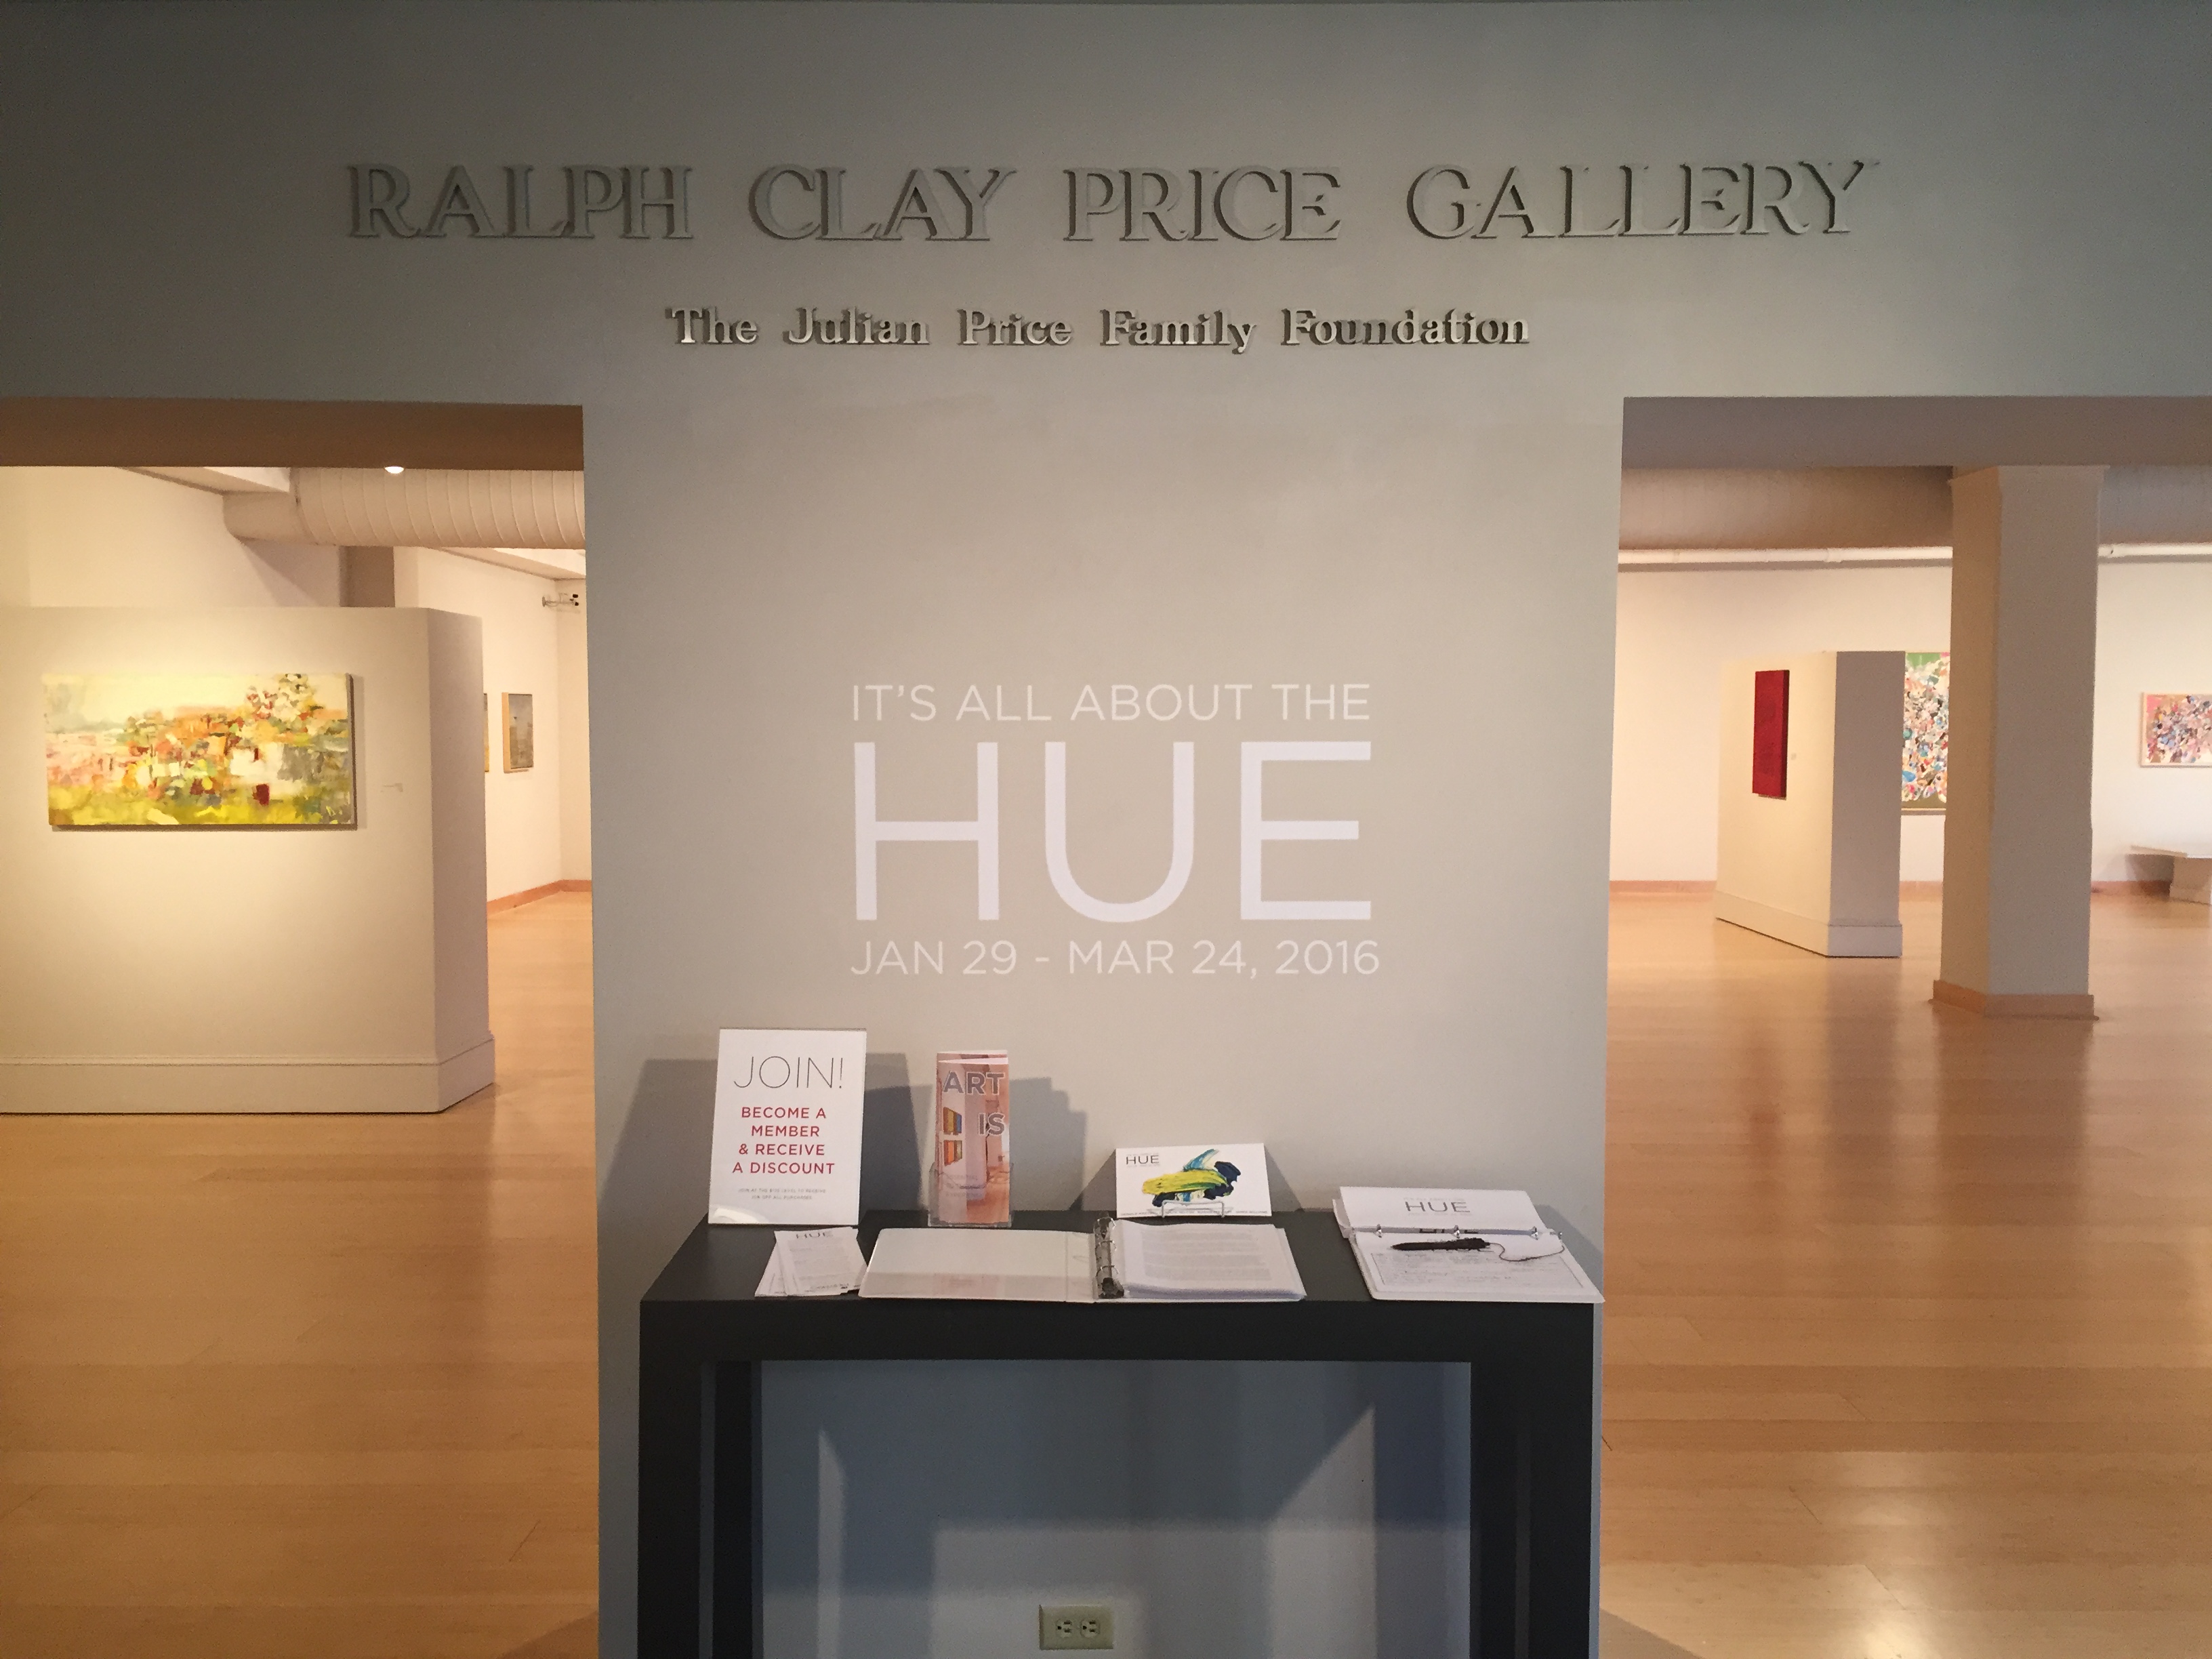 RALPH CLAY PRICE GALLERY
The Julian Price Family Foundation
IT'S ALL ABOUT THE
HUE
JAN 29 - MAR 24, 2016
JOIN!
BECOME A
MEMBER
& RECEIVE
A DISCOUNT
ART
IS
HUE
HUE
HUE